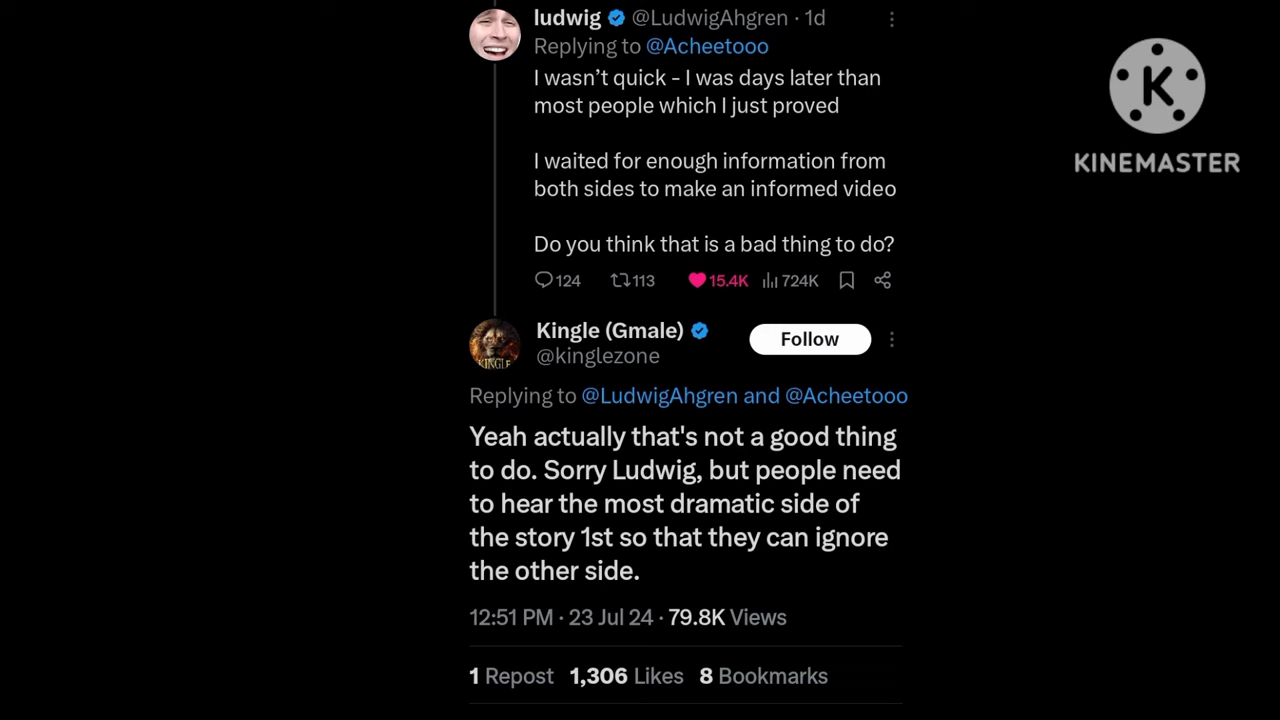 ludwig @LudwigAhgren · 1d
Replying to @Acheetooo
I wasn’t quick - I was days later than
most people which I just proved
I waited for enough information from
both sides to make an informed video
Do you think that is a bad thing to do?
124 113 15.4K 724K
Kingle (Gmale) Follow
@kinglezone
Replying to @LudwigAhgren and @Acheetooo
Yeah actually that's not a good thing
to do. Sorry Ludwig, but people need
to hear the most dramatic side of
the story 1st so that they can ignore
the other side.
12:51 PM · 23 Jul 24 · 79.8K Views
1 Repost 1,306 Likes 8 Bookmarks
K
KINEMASTER
KINGLE